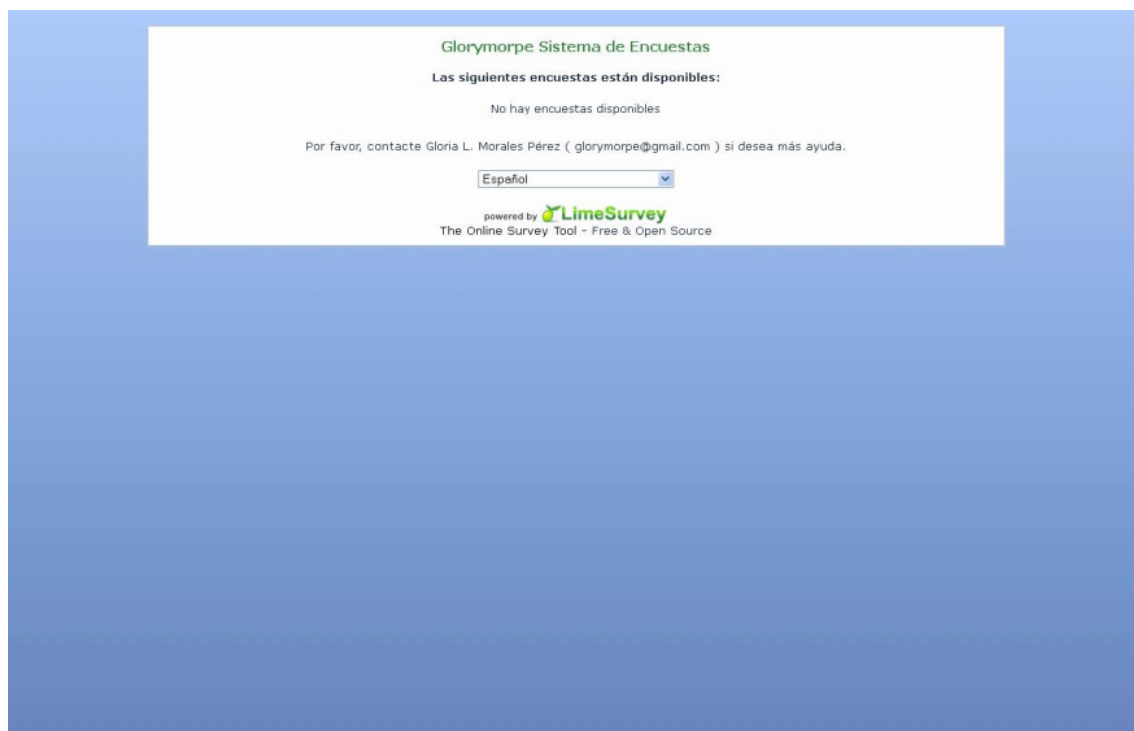 Glorymorpe Sistema de Encuestas
Las siguientes encuestas están disponibles:
No hay encuestas disponibles
Por favor, contacte Gloria L. Morales Pérez ( glorymorpe@gmail.com ) si desea más ayuda.
Español
powered by LimeSurvey
The Online Survey Tool - Free & Open Source